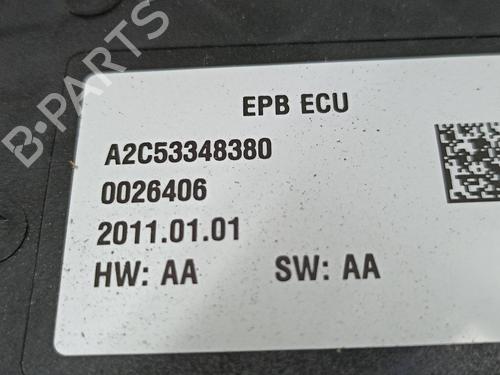 EPB ECU
A2C53348380
0026406
2011.01.01
HW: AA SW: AA
B-PARTS